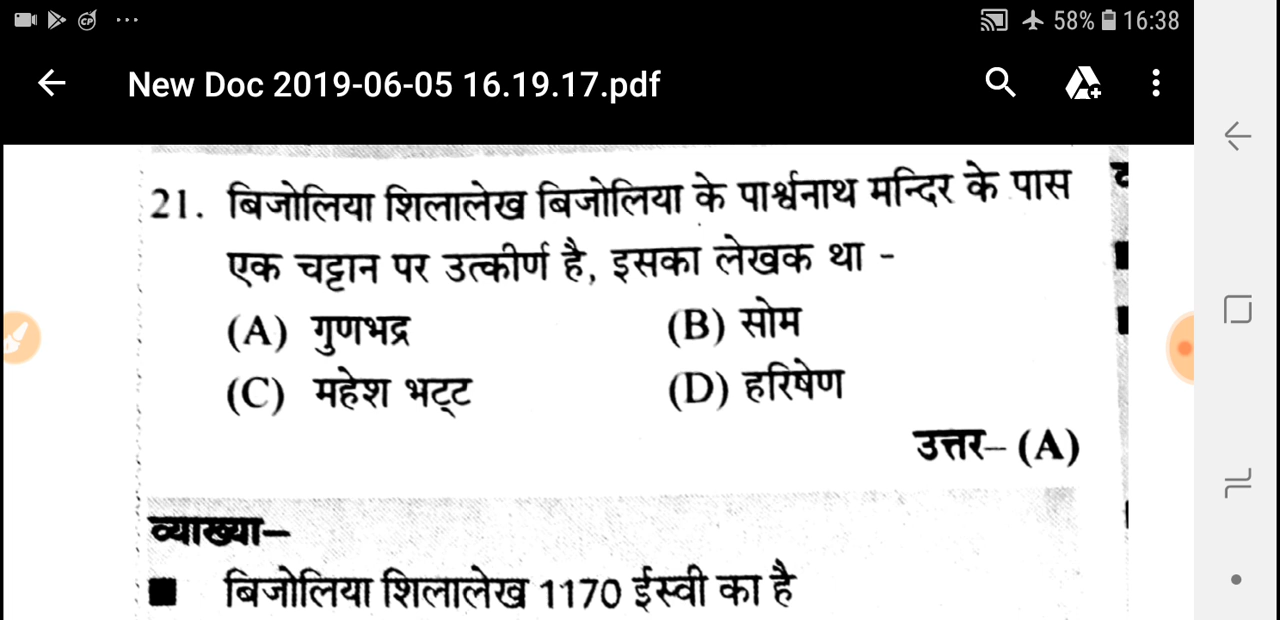 58% 16:38
New Doc 2019-06-05 16.19.17.pdf
21. बिजोलिया शिलालेख बिजोलिया के पार्श्वनाथ मन्दिर के पास
एक चट्टान पर उत्कीर्ण है, इसका लेखक था -
(A) गुणभद्र (B) सोम
(C) महेश भट्‌ट (D) हरिषेण
उत्तर– (A)
व्याख्या–
■ बिजोलिया शिलालेख 1170 ईस्वी का है